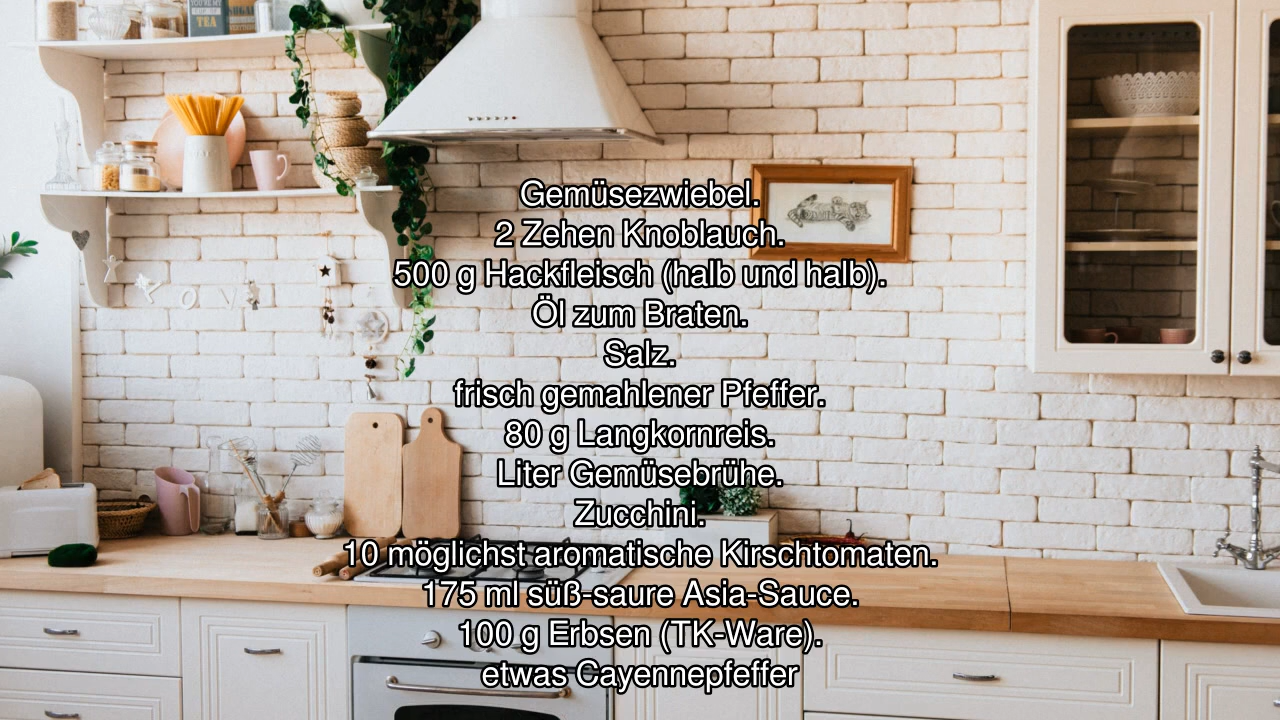 Gemüsezwiebel.
2 Zehen Knoblauch.
500 g Hackfleisch (halb und halb).
Öl zum Braten.
Salz.
frisch gemahlener Pfeffer.
80 g Langkornreis.
Liter Gemüsebrühe.
Zucchini.
10 möglichst aromatische Kirschtomaten.
175 ml süß-saure Asia-Sauce.
100 g Erbsen (TK-Ware).
etwas Cayennepfeffer